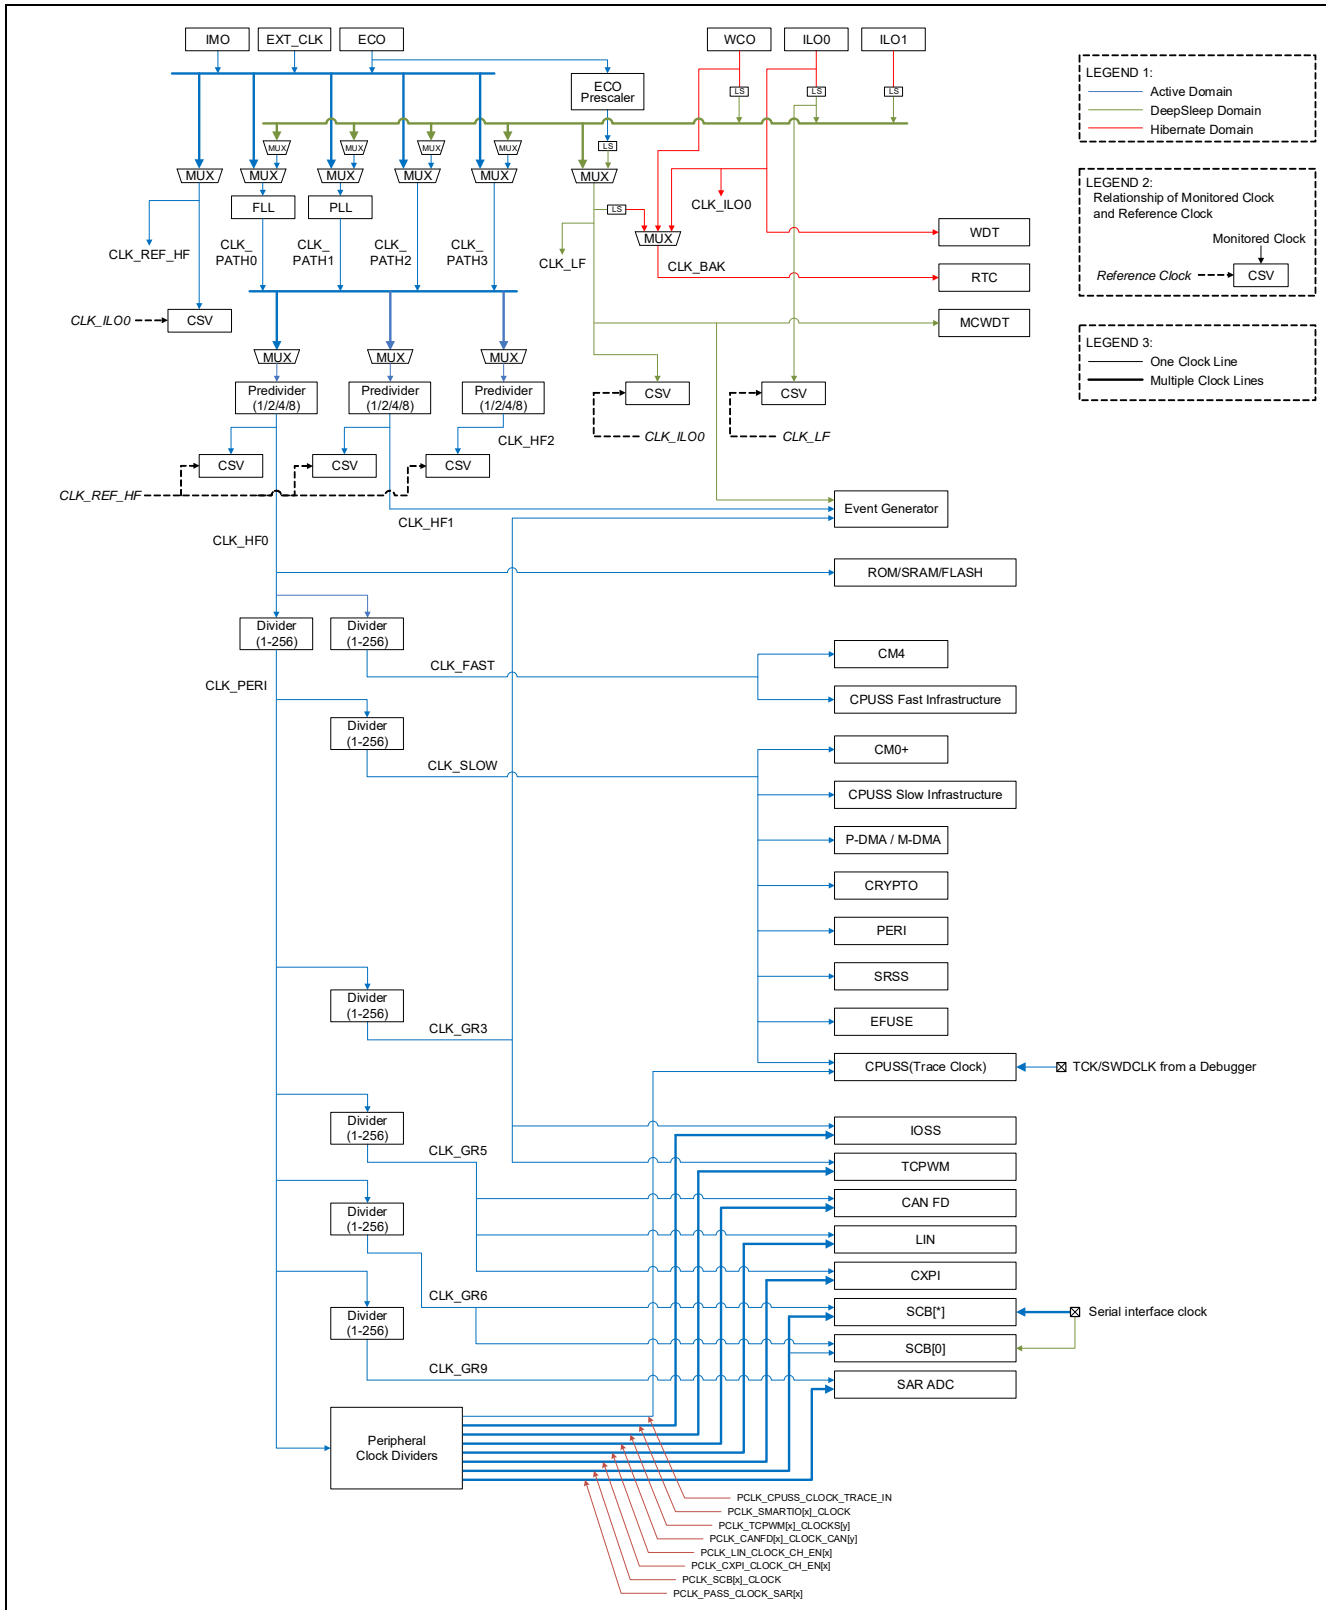 IMO
EXT_CLK
ECO
WCO
ILO0
ILO1
ECO
Prescaler
LS
LS
LS
LS
MUX
MUX
MUX
MUX
MUX
MUX
MUX
MUX
MUX
MUX
FLL
PLL
LS
MUX
CLK_ILO0
CLK_REF_HF
CLK_
PATH0
CLK_
PATH1
CLK_
PATH2
CLK_
PATH3
CLK_LF
CLK_BAK
WDT
RTC
MCWDT
CLK_ILO0
CSV
MUX
MUX
MUX
Predivider
(1/2/4/8)
Predivider
(1/2/4/8)
Predivider
(1/2/4/8)
CSV
CSV
CLK_ILO0
CLK_LF
CLK_HF2
CSV
CSV
CSV
CLK_REF_HF
CLK_HF1
CLK_HF0
Event Generator
ROM/SRAM/FLASH
Divider
(1-256)
Divider
(1-256)
CLK_FAST
CM4
CPUSS Fast Infrastructure
CLK_PERI
Divider
(1-256)
CLK_SLOW
CM0+
CPUSS Slow Infrastructure
P-DMA / M-DMA
CRYPTO
PERI
SRSS
EFUSE
CPUSS(Trace Clock)
TCK/SWDCLK from a Debugger
Divider
(1-256)
CLK_GR3
Divider
(1-256)
CLK_GR5
IOSS
TCPWM
CAN FD
LIN
CXPI
Divider
(1-256)
CLK_GR6
SCB[*]
Serial interface clock
SCB[0]
Divider
(1-256)
CLK_GR9
SAR ADC
Peripheral
Clock Dividers
PCLK_CPUSS_CLOCK_TRACE_IN
PCLK_SMARTIO[x]_CLOCK
PCLK_TCPWM[x]_CLOCKS[y]
PCLK_CANFD[x]_CLOCK_CAN[y]
PCLK_LIN_CLOCK_CH_EN[x]
PCLK_CXPI_CLOCK_CH_EN[x]
PCLK_SCB[x]_CLOCK
PCLK_PASS_CLOCK_SAR[x]
LEGEND 1:
Active Domain
DeepSleep Domain
Hibernate Domain
LEGEND 2:
Relationship of Monitored Clock
and Reference Clock
Monitored Clock
Reference Clock
CSV
LEGEND 3:
One Clock Line
Multiple Clock Lines